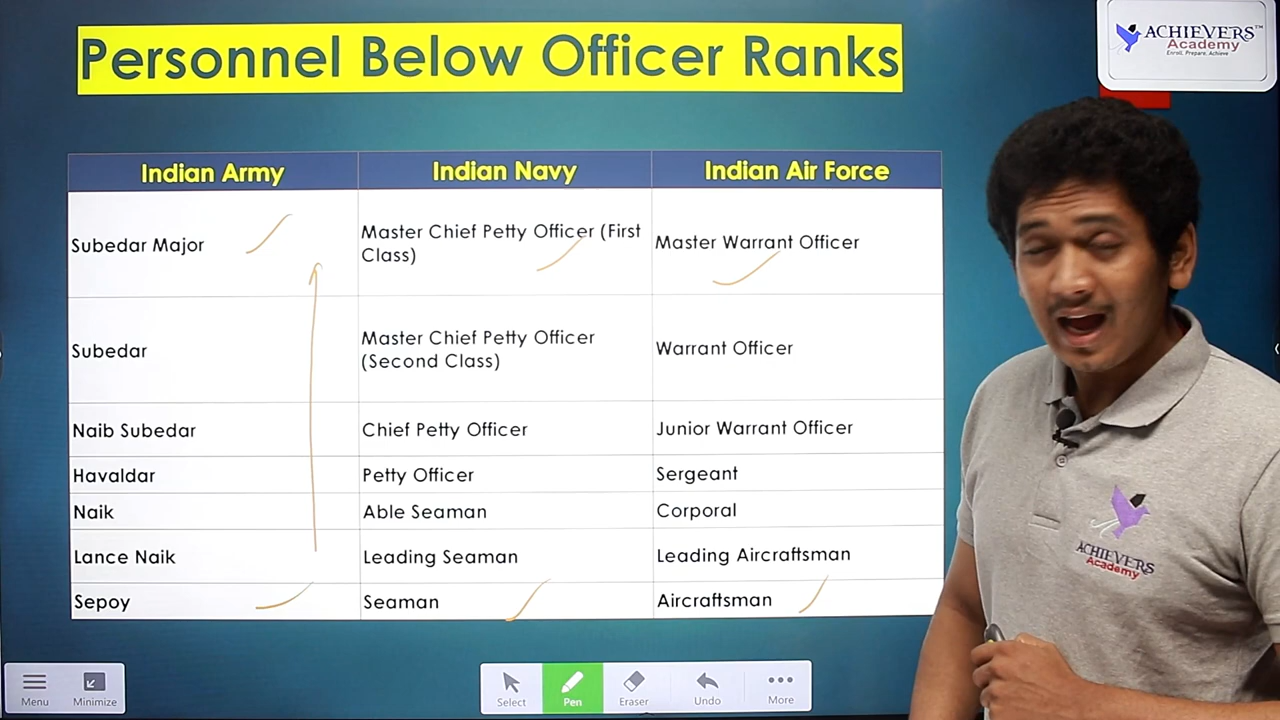 Personnel Below Officer Ranks
ACHIEVERS™
Academy
Enroll. Prepare. Achieve
Indian Army Indian Navy Indian Air Force
Subedar Major Master Chief Petty Officer (First
Class) Master Warrant Officer
Subedar Master Chief Petty Officer
(Second Class) Warrant Officer
Naib Subedar Chief Petty Officer Junior Warrant Officer
Havaldar Petty Officer Sergeant
Naik Able Seaman Corporal
Lance Naik Leading Seaman Leading Aircraftsman
Sepoy Seaman Aircraftsman
ACHIEVERS
Academy
Menu Minimize Select Pen Eraser Undo More